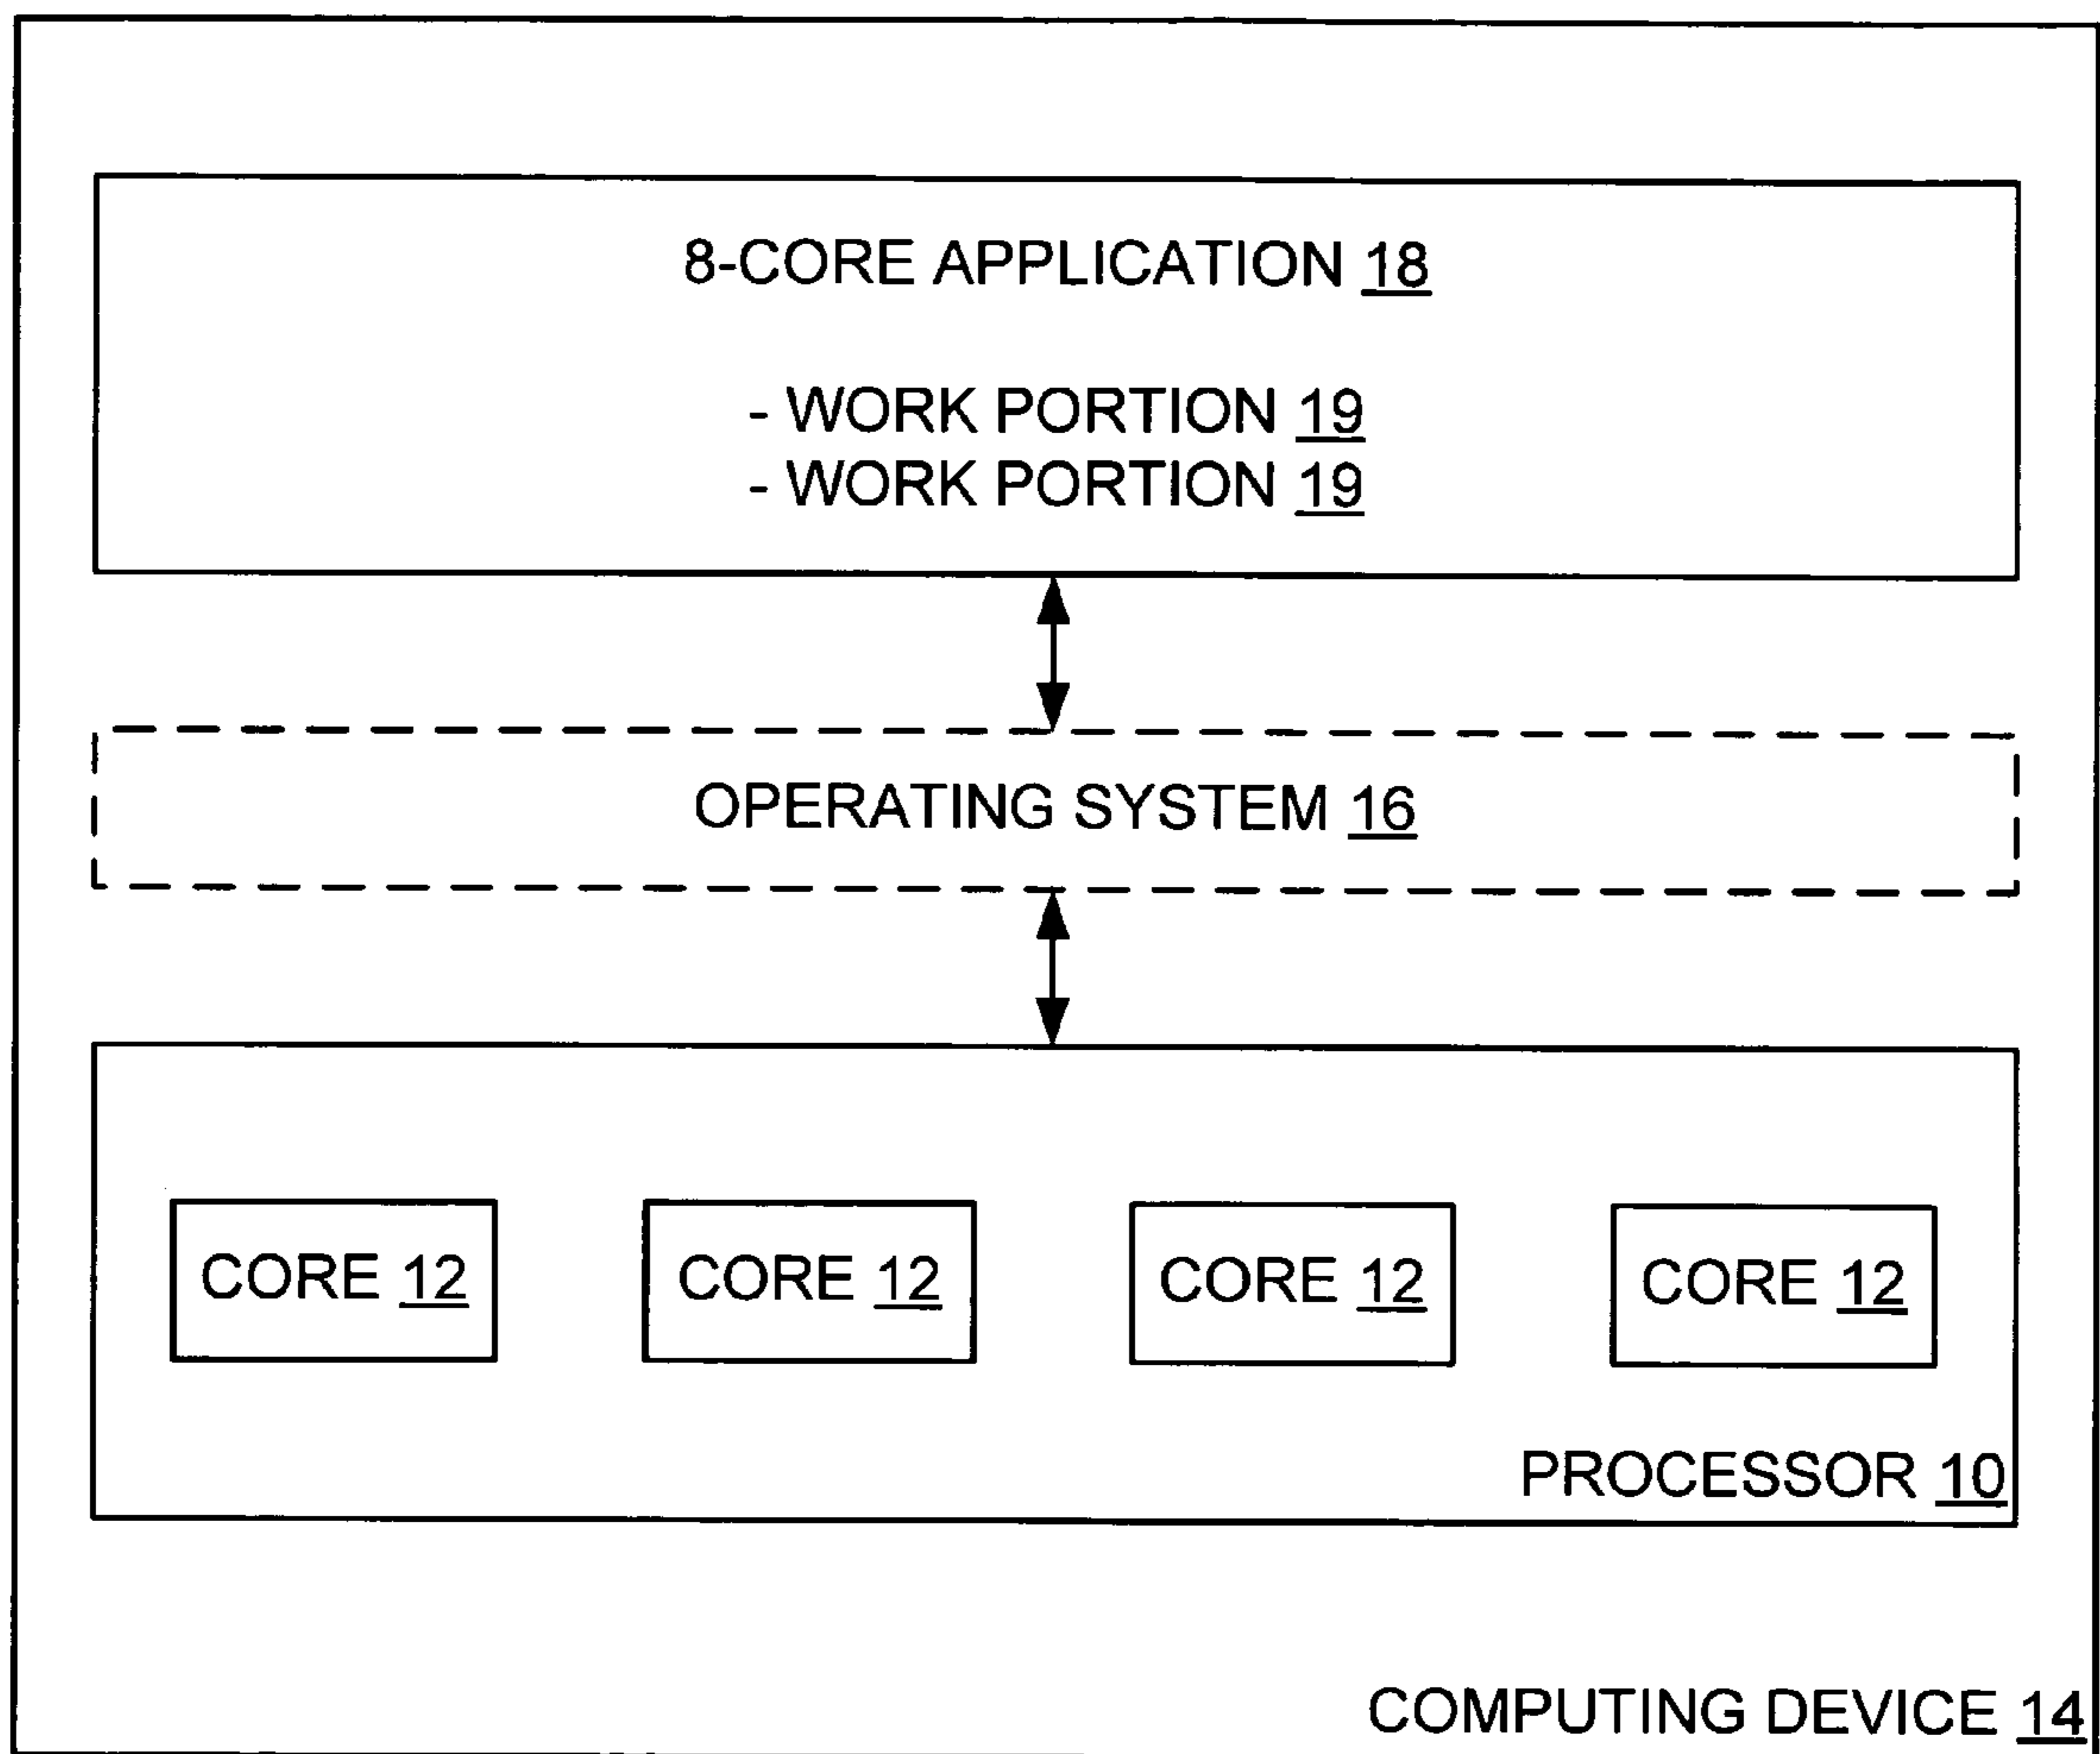 8-CORE APPLICATION 18
- WORK PORTION 19
- WORK PORTION 19
OPERATING SYSTEM 16
CORE 12
CORE 12
CORE 12
CORE 12
PROCESSOR 10
COMPUTING DEVICE 14